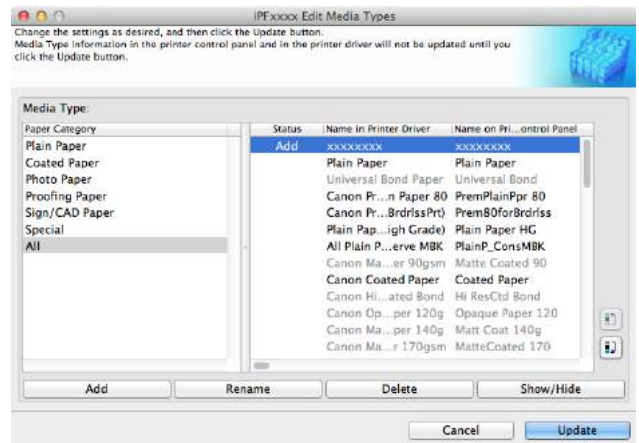 iPFxxxx Edit Media Types
Change the settings as desired, and then click the Update button.
Media Type information in the printer control panel and in the printer driver will not be updated until you
click the Update button.
Media Type:
Paper Category Status Name in Printer Driver Name on Pri...ontrol Panel
Plain Paper Add xxxxxxxx xxxxxxxx
Coated Paper Plain Paper Plain Paper
Photo Paper Universal Bond Paper Universal Bond
Proofing Paper Canon Pr...n Paper 80 PremPlainPpr 80
Sign/CAD Paper Canon Pr...BrdrlssPrt) Prem80forBrdrlss
Special Plain Pap...igh Grade) Plain Paper HG
All All Plain P...erve MBK PlainP_ConsMBK
Canon Ma...er 90gsm Matte Coated 90
Canon Coated Paper Coated Paper
Canon Hi...ated Bond Hi ResCtd Bond
Canon Op...per 120g Opaque Paper 120
Canon Ma...per 140g Matt Coat 140g
Canon Ma...r 170gsm MatteCoated 170
Add Rename Delete Show/Hide
Cancel Update